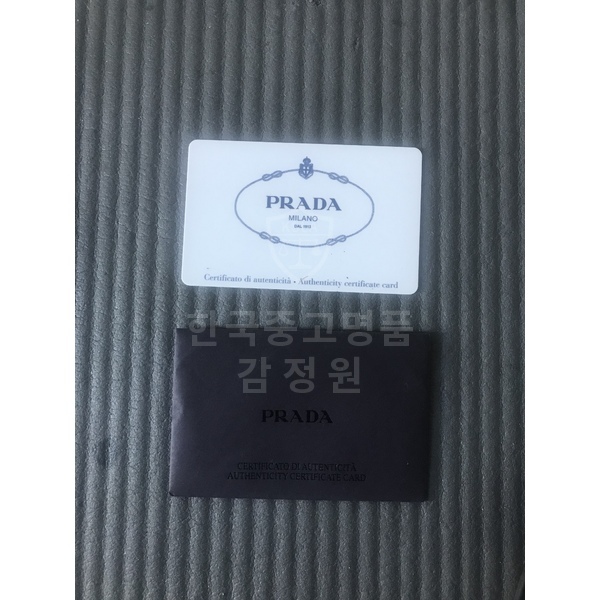 PRADA
MILANO
DAL 1913
Certificato di autenticità • Authenticity certificate card
한국중고명품
감정원
PRADA
CERTIFICATO DI AUTENTICITÀ
AUTHENTICITY CERTIFICATE CARD